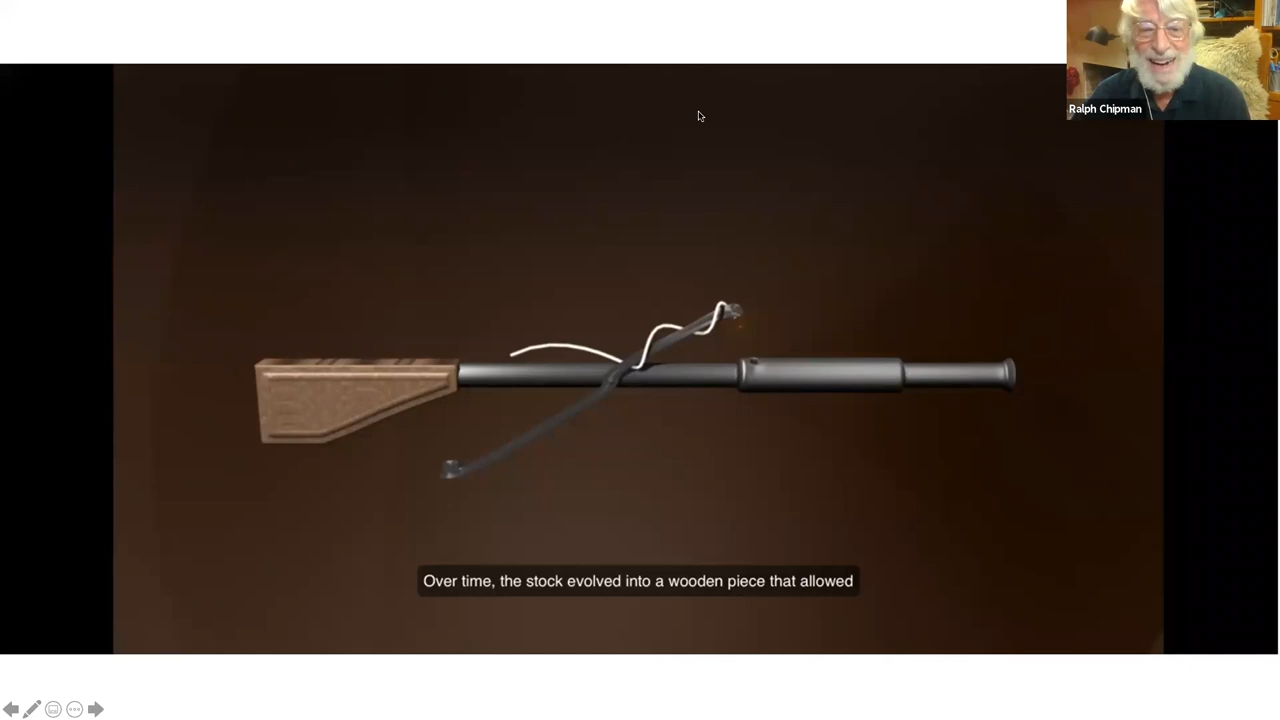 Ralph Chipman
Over time, the stock evolved into a wooden piece that allowed